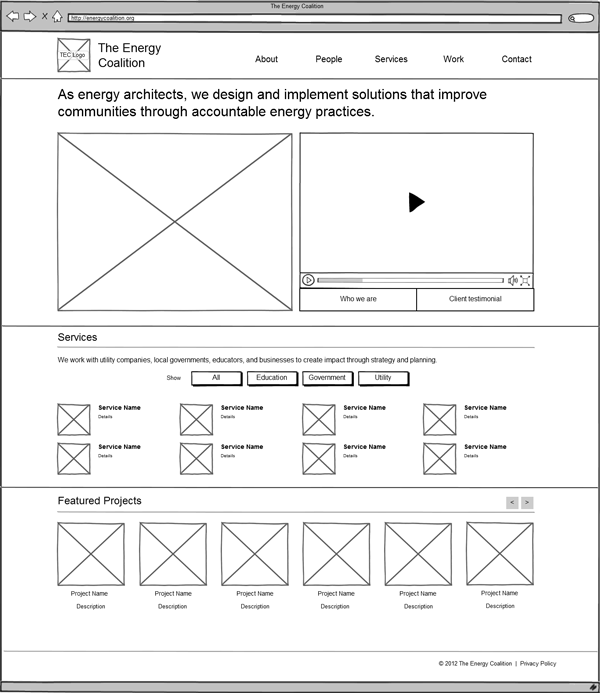 The Energy Coalition
X
http://energycoalition.org
TEC Logo
The Energy
Coalition
About People Services Work Contact
As energy architects, we design and implement solutions that improve
communities through accountable energy practices.
Who we are Client testimonial
Services
We work with utility companies, local governments, educators, and businesses to create impact through strategy and planning.
Show All Education Government Utility
Service Name Service Name Service Name Service Name
Details Details Details Details
Service Name Service Name Service Name Service Name
Details Details Details Details
Featured Projects < >
Project Name Project Name Project Name Project Name Project Name Project Name
Description Description Description Description Description Description
© 2012 The Energy Coalition | Privacy Policy